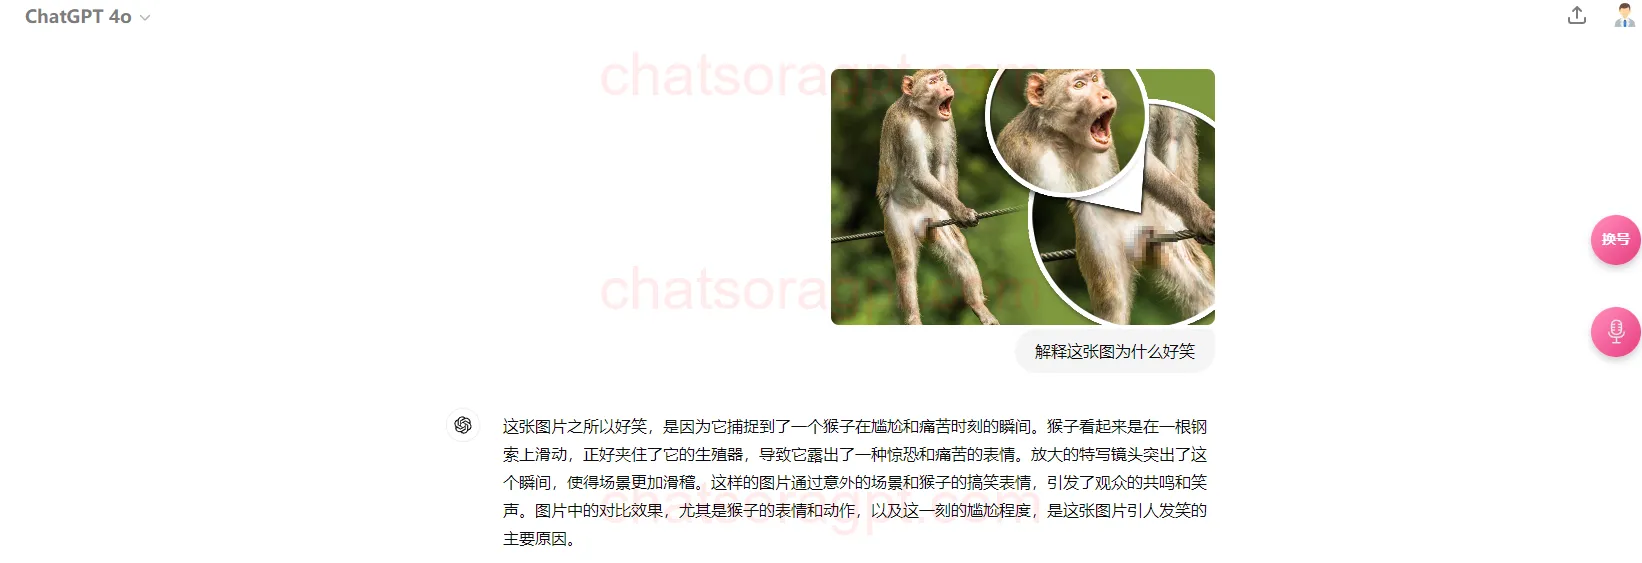 ChatGPT 4o
chatsoragpt.com
换号
chatsoragpt.com
解释这张图为什么好笑
这张图片之所以好笑，是因为它捕捉到了一个猴子在尴尬和痛苦时刻的瞬间。猴子看起来是在一根钢
索上滑动，正好夹住了它的生殖器，导致它露出了一种惊恐和痛苦的表情。放大的特写镜头突出了这
个瞬间，使得场景更加滑稽。这样的图片通过意外的场景和猴子的搞笑表情，引发了观众的共鸣和笑
chatsoragpt.com
声。图片中的对比效果，尤其是猴子的表情和动作，以及这一刻的尴尬程度，是这张图片引人发笑的
主要原因。